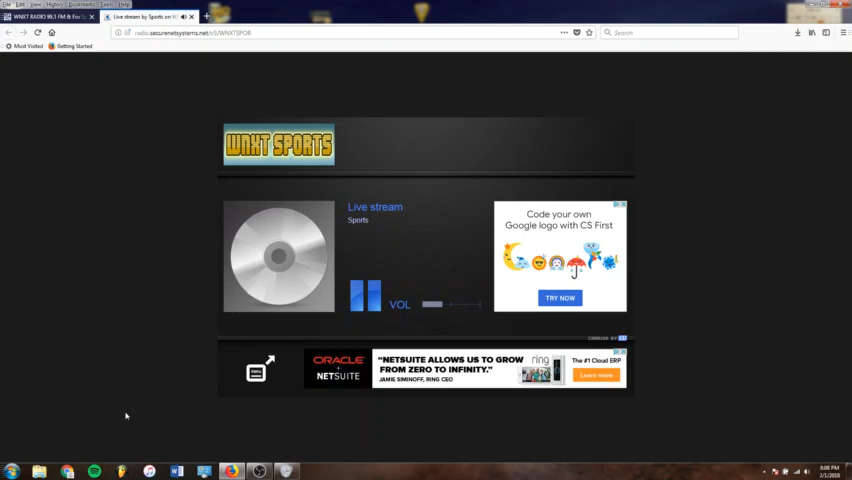 File Edit View History Bookmarks Tools Help
WNXT RADIO 99.3 FM & Fox Sp
Live stream by Sports on W
radio.securenetsystems.net/v5/WNXTSPOR
Search
Most Visited
Getting Started
WNXT SPORTS
Live stream
Sports
VOL
Code your own
Google logo with CS First
TRY NOW
ORACLE
+
NETSUITE
“NETSUITE ALLOWS US TO GROW
FROM ZERO TO INFINITY.”
JAMIE SIMINOFF, RING CEO
ring
The #1 Cloud ERP
Learn more
8:08 PM
3/1/2018